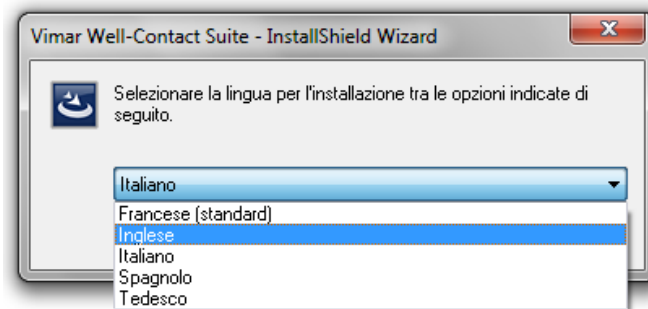 Vimar Well-Contact Suite - InstallShield Wizard
Selezionare la lingua per l'installazione tra le opzioni indicate di
seguito.
Italiano
Francese (standard)
Inglese
Italiano
Spagnolo
Tedesco